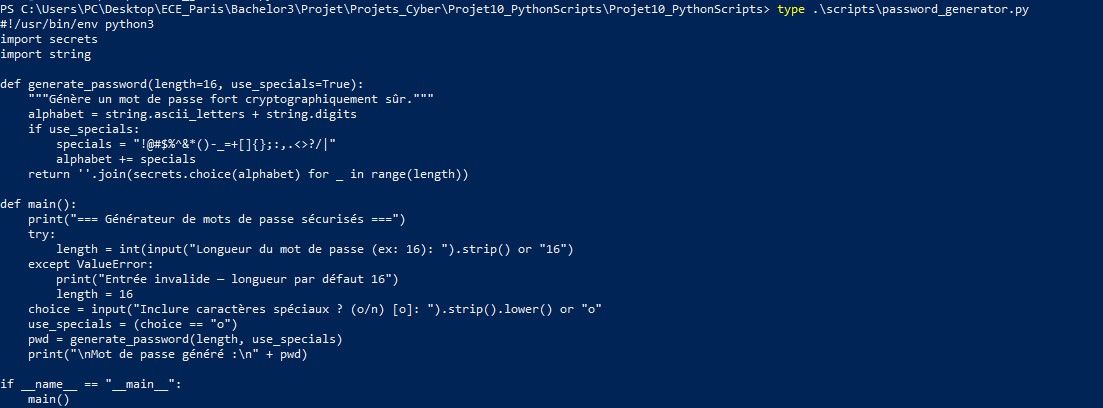 PS C:\Users\PC\Desktop\ECE_Paris\Bachelor3\Projet\Projets_Cyber\Projet10_PythonScripts\Projet10_PythonScripts> type .\scripts\password_generator.py
#!/usr/bin/env python3
import secrets
import string

def generate_password(length=16, use_specials=True):
    """Génère un mot de passe fort cryptographiquement sûr."""
    alphabet = string.ascii_letters + string.digits
    if use_specials:
        specials = "!@#$%^&*()-_=+[]{};:,.<>?/|"
        alphabet += specials
    return ''.join(secrets.choice(alphabet) for _ in range(length))

def main():
    print("=== Générateur de mots de passe sécurisés ===")
    try:
        length = int(input("Longueur du mot de passe (ex: 16): ").strip() or "16")
    except ValueError:
        print("Entrée invalide — longueur par défaut 16")
        length = 16
    choice = input("Inclure caractères spéciaux ? (o/n) [o]: ").strip().lower() or "o"
    use_specials = (choice == "o")
    pwd = generate_password(length, use_specials)
    print("\nMot de passe généré :\n" + pwd)

if __name__ == "__main__":
    main()